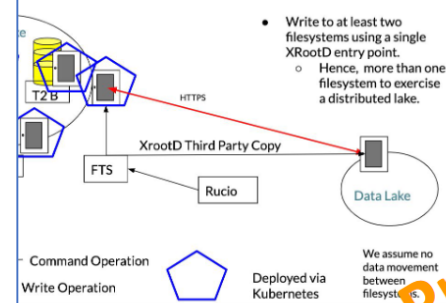 Write to at least two
filesystems using a single
XRootD entry point.
Hence, more than one
filesystem to exercise
a distributed lake.
T2 B
HTTPS
XrootD Third Party Copy
FTS
Rucio
Data Lake
Command Operation
Write Operation
Deployed via
Kubernetes
We assume no
data movement
between
filesystems.